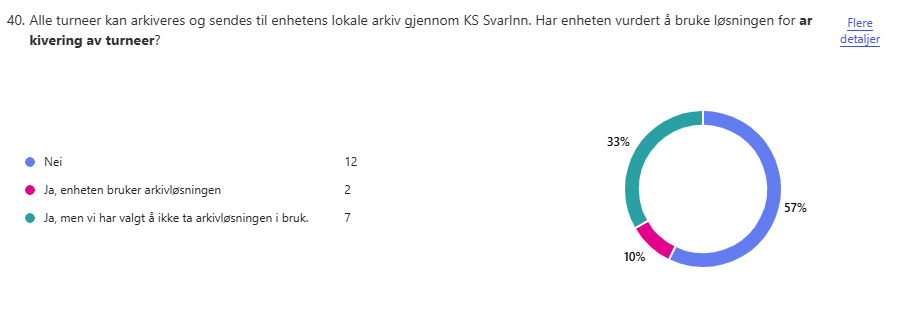 40. Alle turneer kan arkiveres og sendes til enhetens lokale arkiv gjennom KS SvarInn. Har enheten vurdert å bruke løsningen for ar
kivering av turneer?
Flere
detaljer
Nei 12
Ja, enheten bruker arkivløsningen 2
Ja, men vi har valgt å ikke ta arkivløsningen i bruk. 7
33%
57%
10%